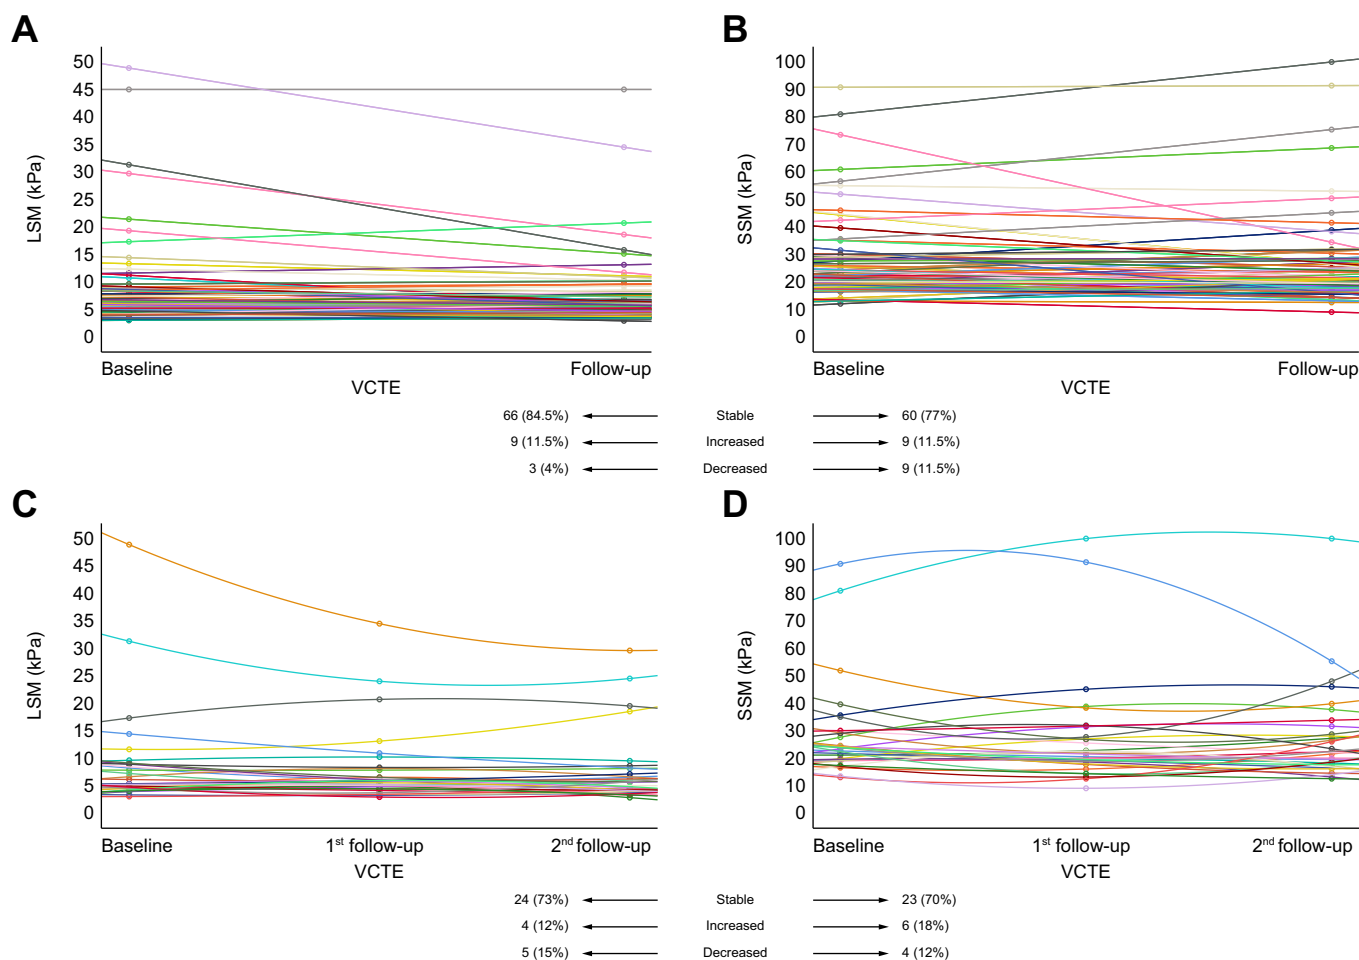 A
LSM (kPa)
50
45
40
35
30
25
20
15
10
5
0
Baseline
Follow-up
VCTE
B
SSM (kPa)
100
90
80
70
60
50
40
30
20
10
0
Baseline
Follow-up
VCTE
66 (84.5%) Stable 60 (77%)
9 (11.5%) Increased 9 (11.5%)
3 (4%) Decreased 9 (11.5%)
C
LSM (kPa)
50
45
40
35
30
25
20
15
10
5
0
Baseline
1st follow-up
2nd follow-up
VCTE
D
SSM (kPa)
100
90
80
70
60
50
40
30
20
10
0
Baseline
1st follow-up
2nd follow-up
VCTE
24 (73%) Stable 23 (70%)
4 (12%) Increased 6 (18%)
5 (15%) Decreased 4 (12%)